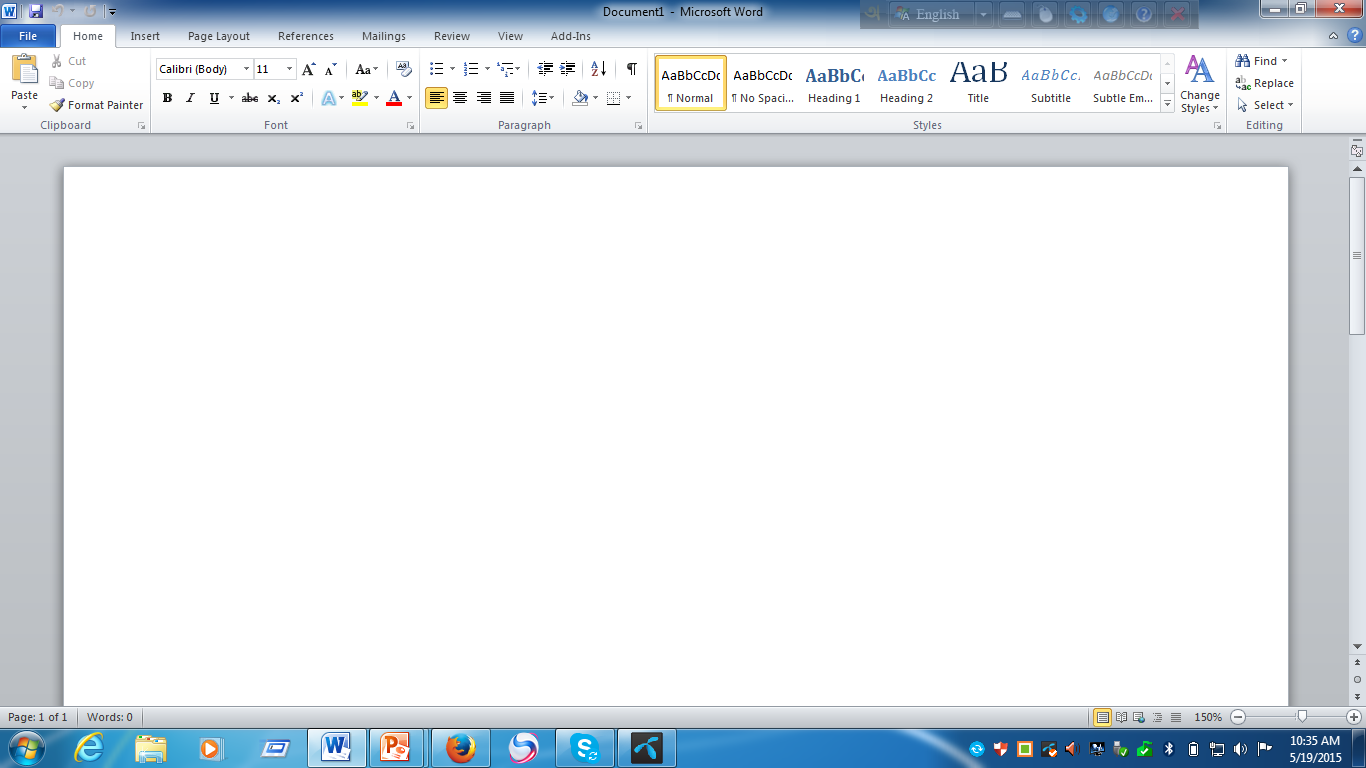 Document1 - Microsoft Word
English
File Home Insert Page Layout References Mailings Review View Add-Ins
Paste
Cut
Copy
Format Painter
Clipboard
Calibri (Body) 11
Font
Paragraph
AaBbCcDc AaBbCcDc AaBbCc AaBbCc AaB AaBbCc. AaBbCcDc
¶ Normal ¶ No Spaci... Heading 1 Heading 2 Title Subtitle Subtle Em...
Change
Styles
Styles
Find
Replace
Select
Editing
Page: 1 of 1 Words: 0 150%
10:35 AM
5/19/2015